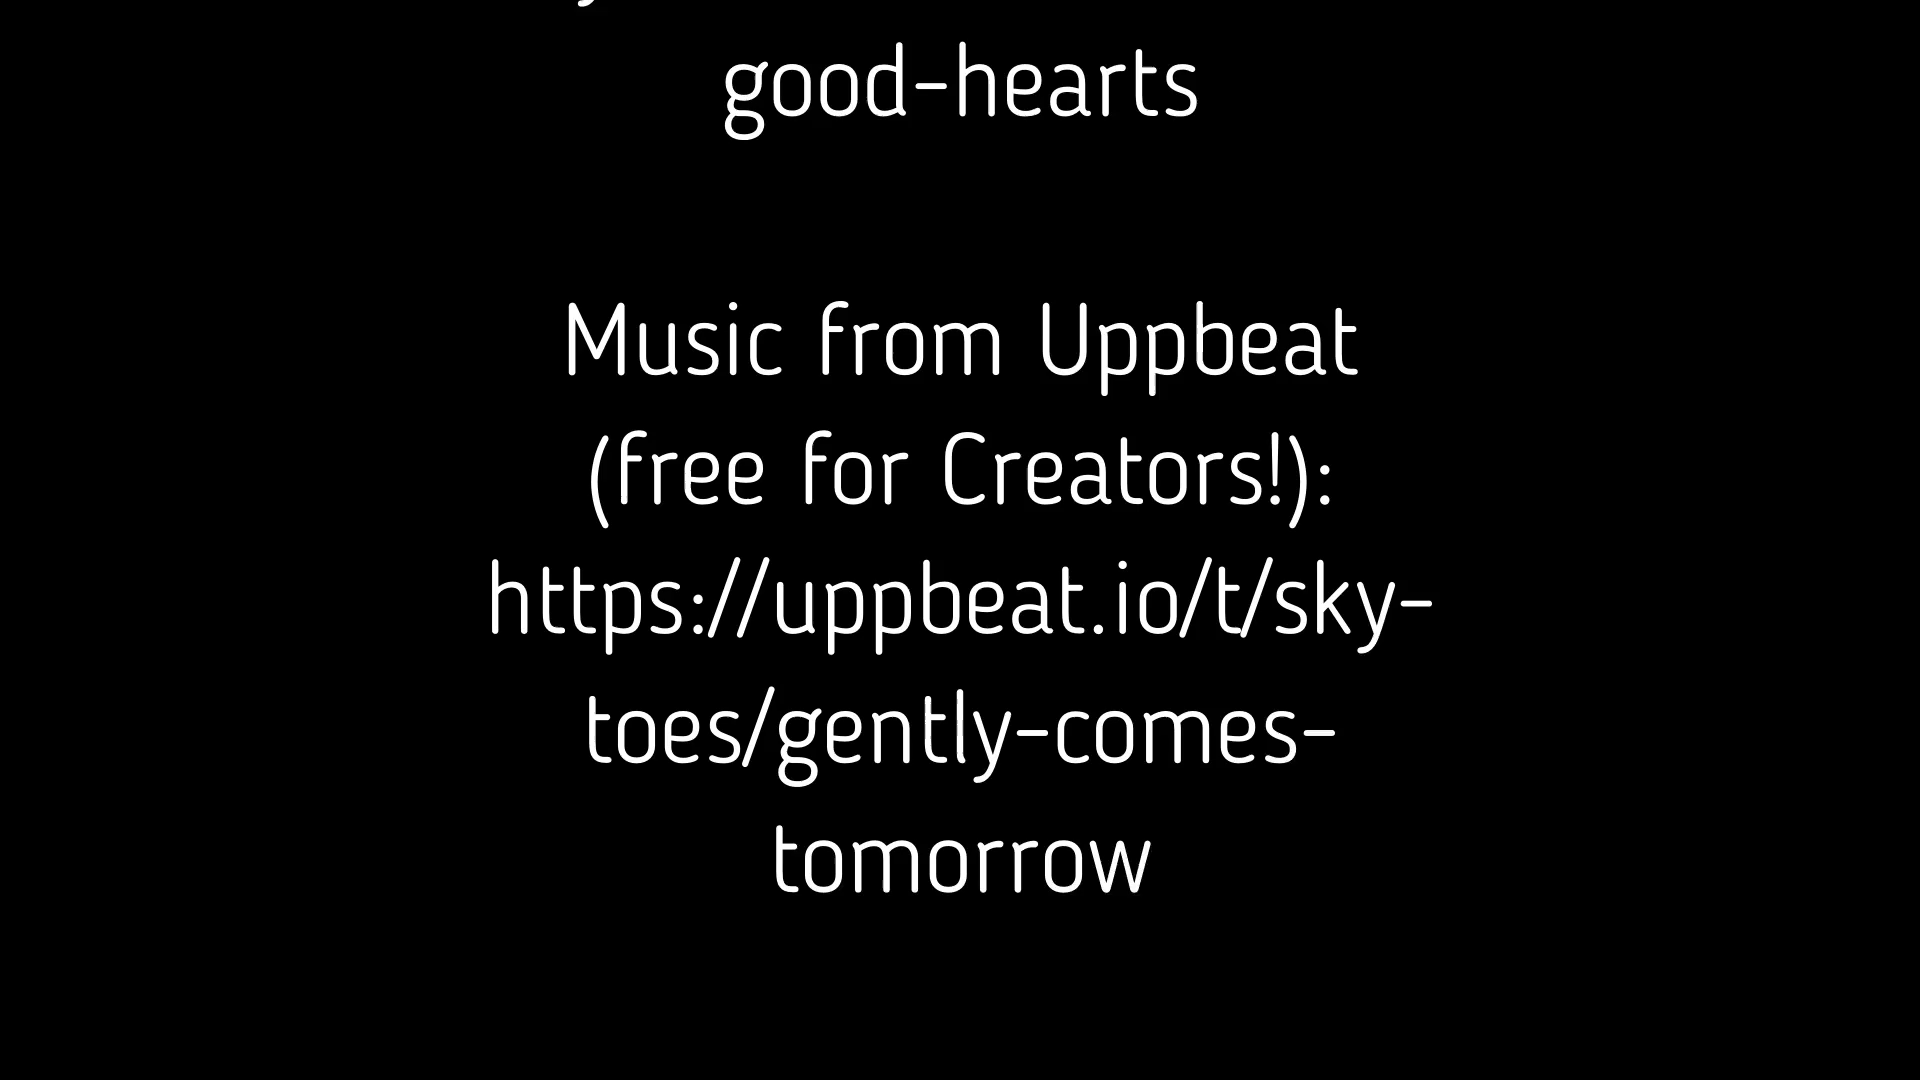 good-hearts
Music from Uppbeat
(free for Creators!):
https://uppbeat.io/t/sky-
toes/gently-comes-
tomorrow